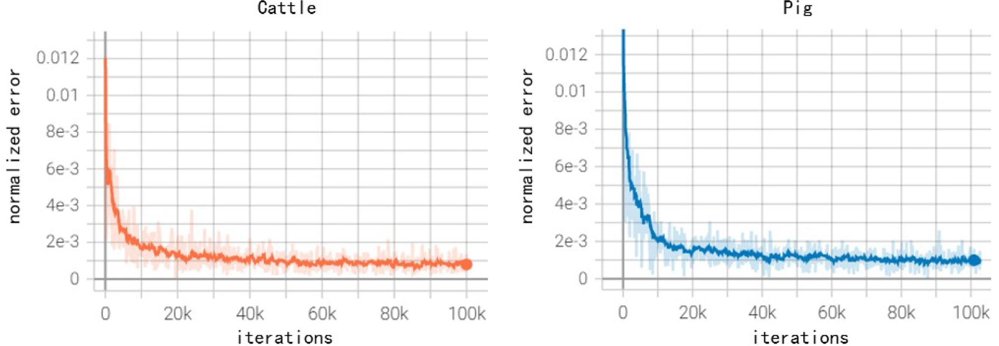 Cattle
normalized error
0.012
0.01
8e-3
6e-3
4e-3
2e-3
0
0 20k 40k 60k 80k 100k
iterations
Pig
normalized error
0.012
0.01
8e-3
6e-3
4e-3
2e-3
0
0 20k 40k 60k 80k 100k
iterations